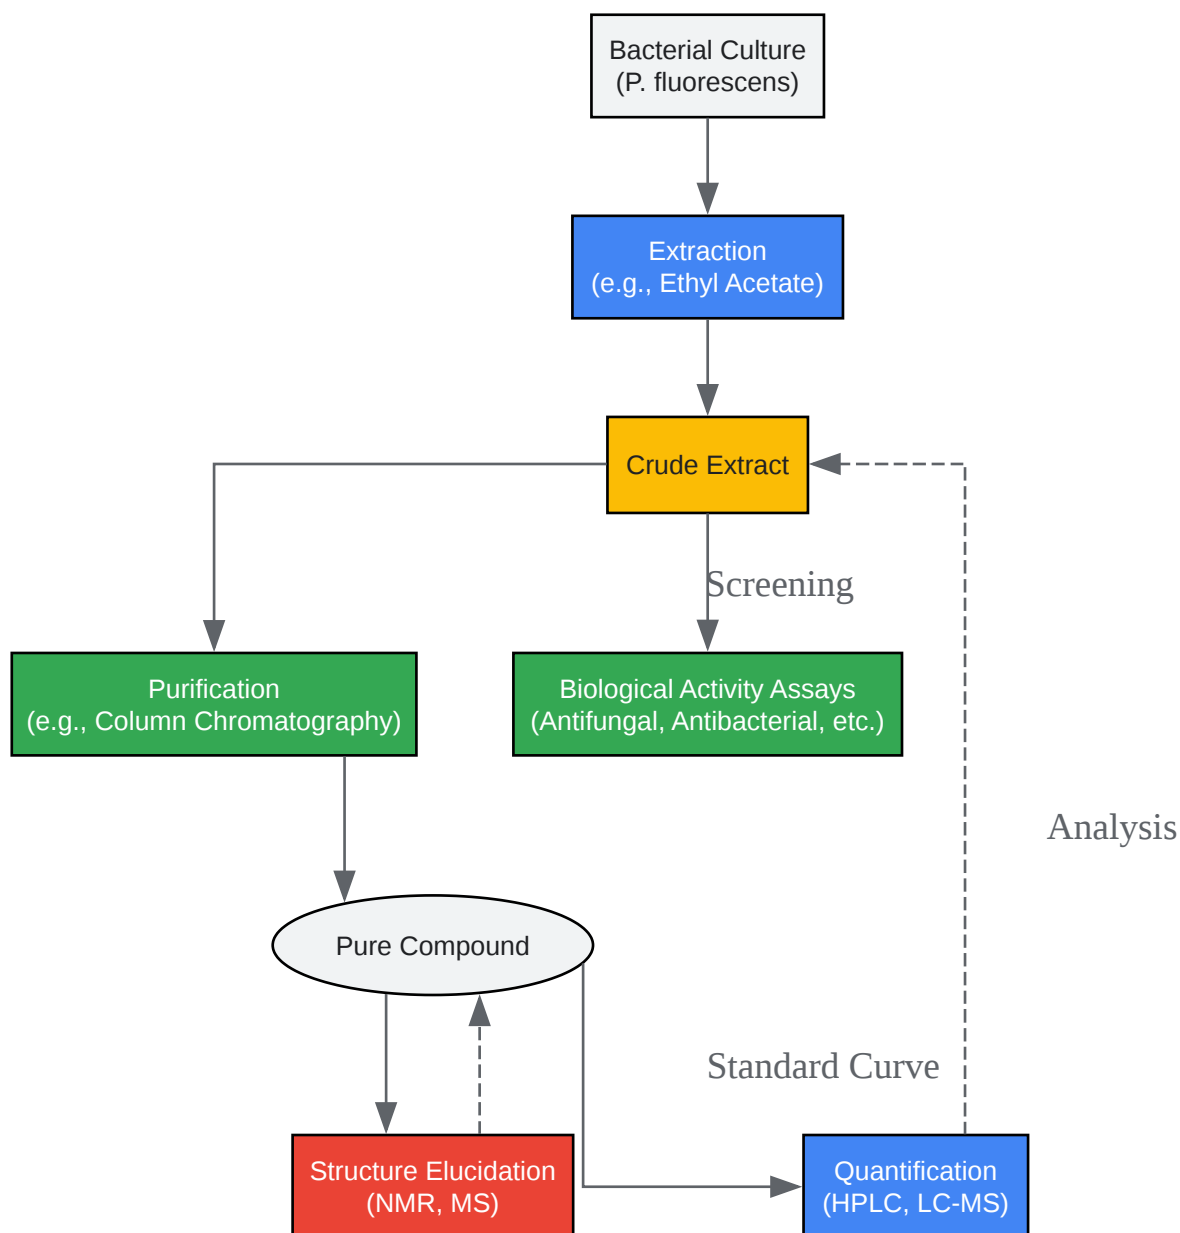 Bacterial Culture
(P. fluorescens)
Extraction
(e.g., Ethyl Acetate)
Crude Extract
Screening
Purification
(e.g., Column Chromatography)
Biological Activity Assays
(Antifungal, Antibacterial, etc.)
Analysis
Pure Compound
Standard Curve
Structure Elucidation
(NMR, MS)
Quantification
(HPLC, LC-MS)